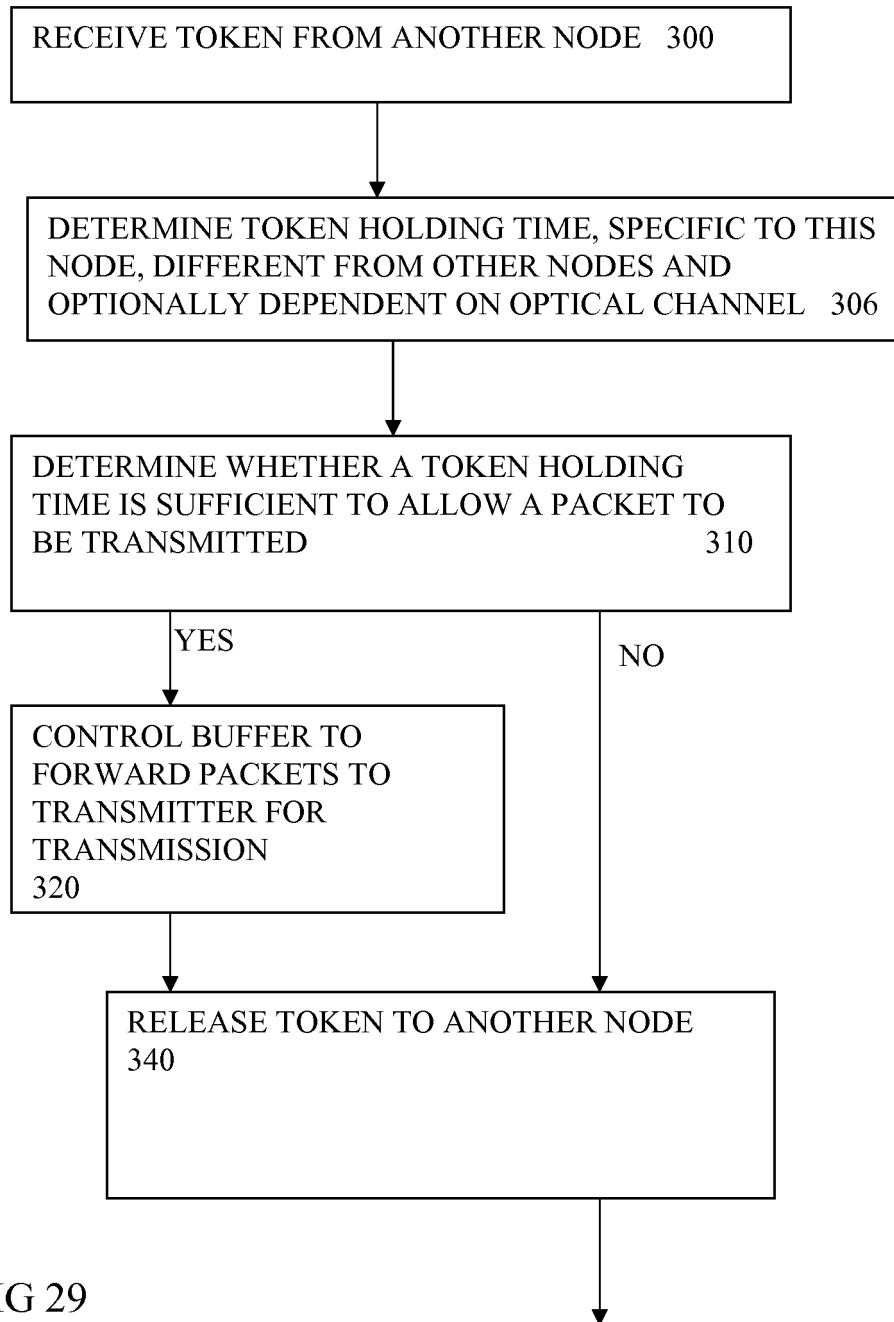 RECEIVE TOKEN FROM ANOTHER NODE 300
DETERMINE TOKEN HOLDING TIME, SPECIFIC TO THIS
NODE, DIFFERENT FROM OTHER NODES AND
OPTIONALLY DEPENDENT ON OPTICAL CHANNEL 306
DETERMINE WHETHER A TOKEN HOLDING
TIME IS SUFFICIENT TO ALLOW A PACKET TO
BE TRANSMITTED 310
YES
NO
CONTROL BUFFER TO
FORWARD PACKETS TO
TRANSMITTER FOR
TRANSMISSION
320
RELEASE TOKEN TO ANOTHER NODE
340
IG 29